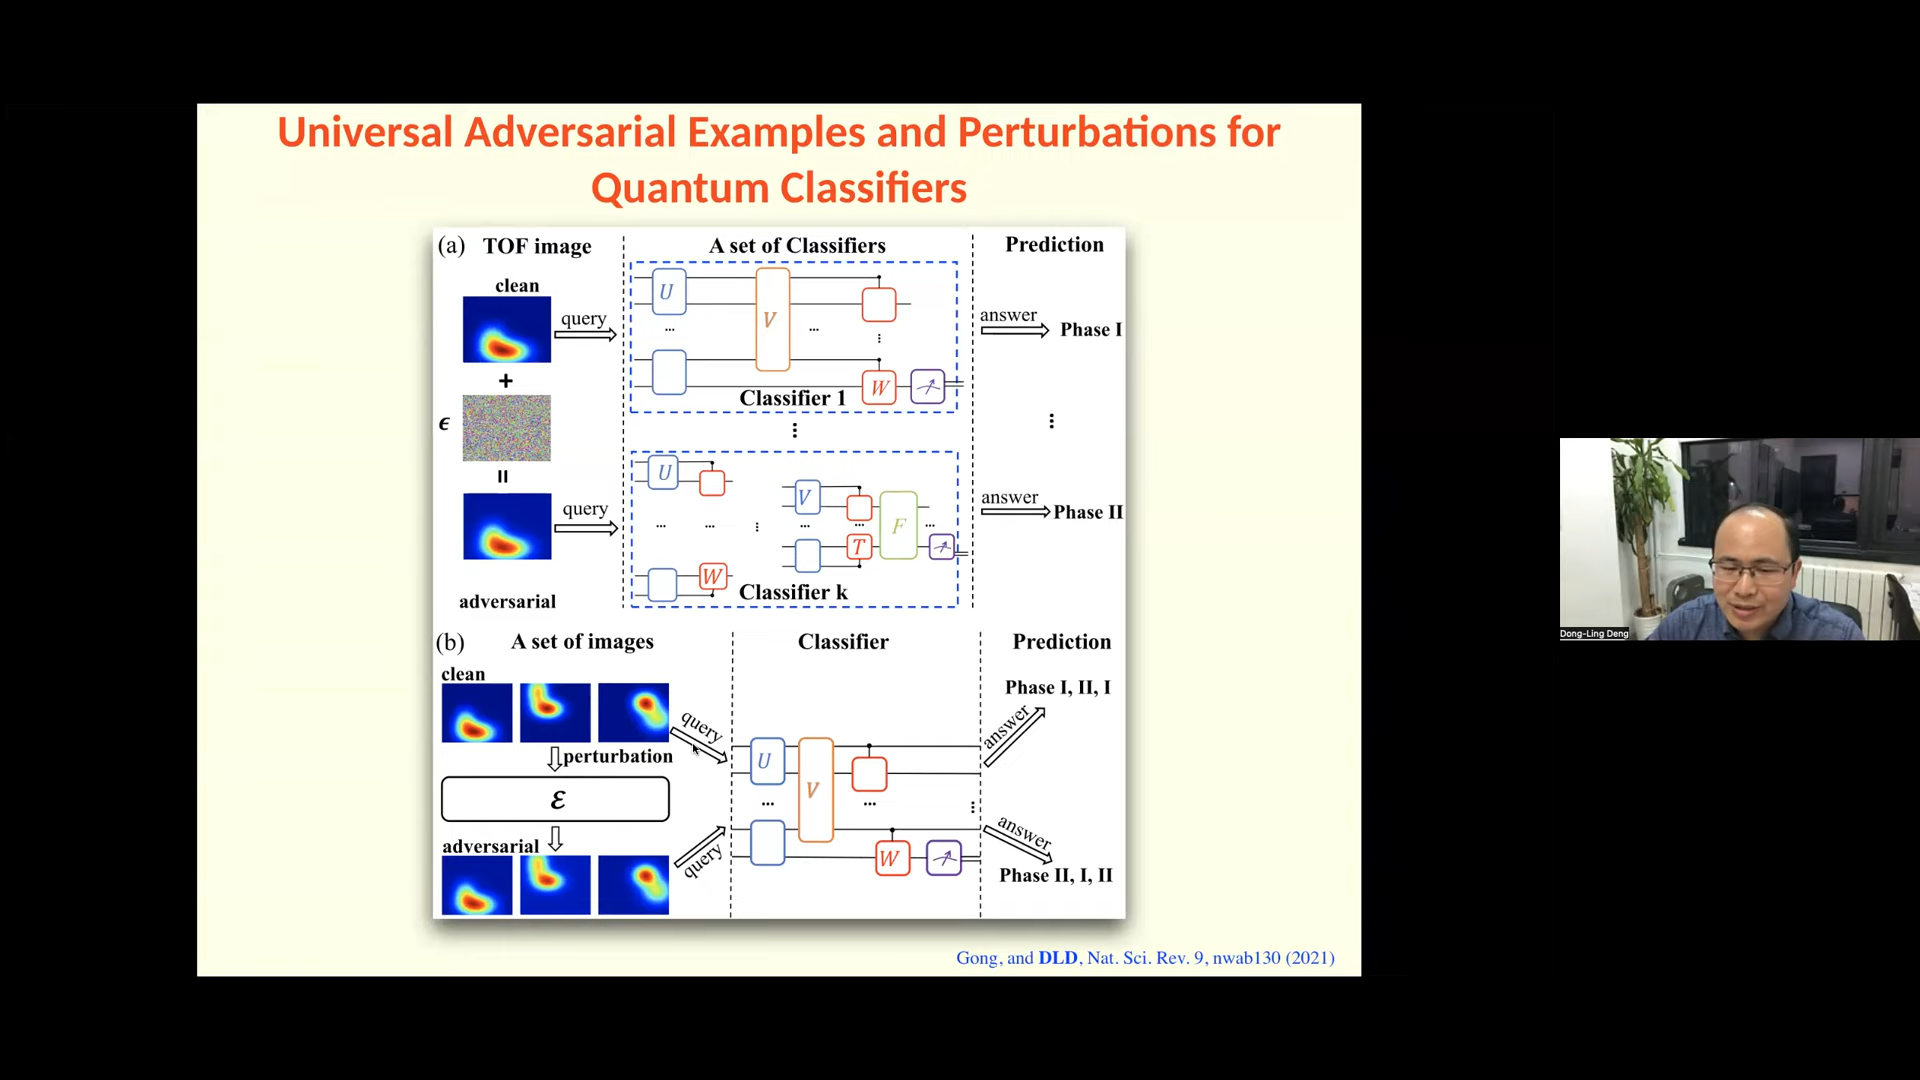 Universal Adversarial Examples and Perturbations for
Quantum Classifiers
(a) TOF image
A set of Classifiers
Prediction
clean
query
U
V
...
...
⋮
W
Classifier 1
answer
Phase I
+
ϵ
=
⋮
⋮
query
adversarial
U
...
...
⋮
W
V
...
...
T
F
...
Classifier k
answer
Phase II
(b) A set of images
Classifier
Prediction
clean
perturbation
ℰ
adversarial
query
query
U
V
...
...
⋮
W
answer
Phase I, II, I
answer
Phase II, I, II
Gong, and DLD, Nat. Sci. Rev. 9, nwab130 (2021)
Dong-Ling Deng